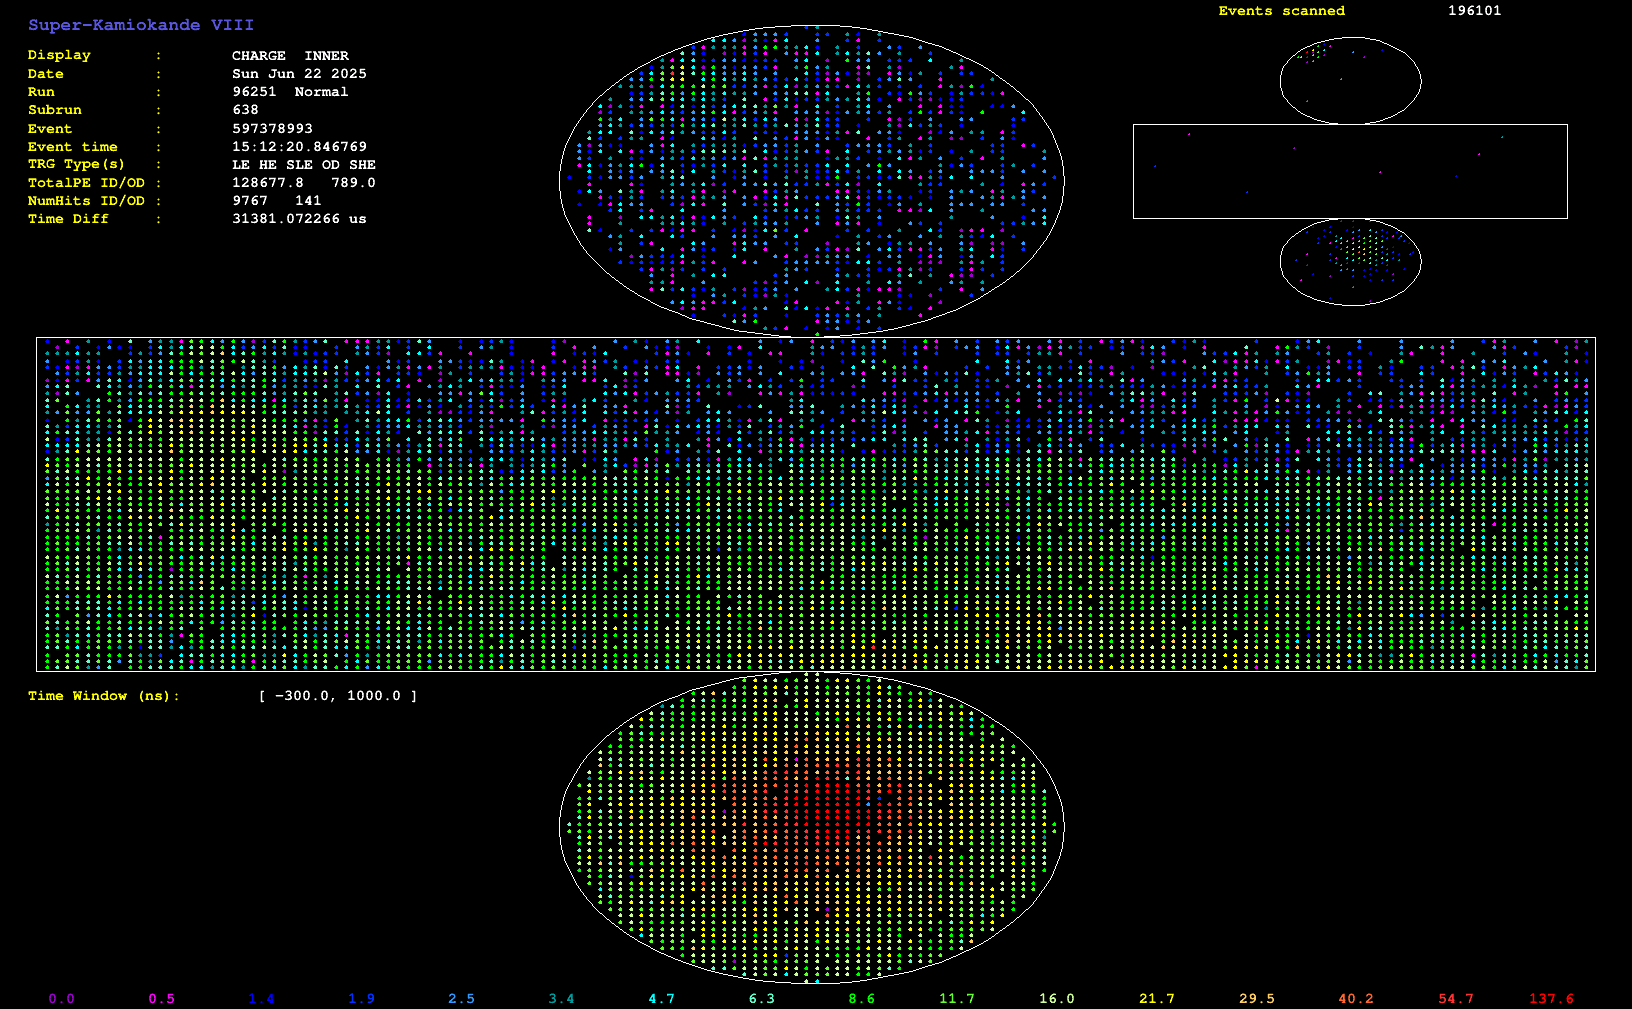 Super-Kamiokande VIII
Events scanned 196101
Display : CHARGE INNER
Date : Sun Jun 22 2025
Run : 96251 Normal
Subrun : 638
Event : 597378993
Event time : 15:12:20.846769
TRG Type(s) : LE HE SLE OD SHE
TotalPE ID/OD : 128677.8 789.0
NumHits ID/OD : 9767 141
Time Diff : 31381.072266 us
Time Window (ns): [ -300.0, 1000.0 ]
0.0 0.5 1.4 1.9 2.5 3.4 4.7 6.3 8.6 11.7 16.0 21.7 29.5 40.2 54.7 137.6